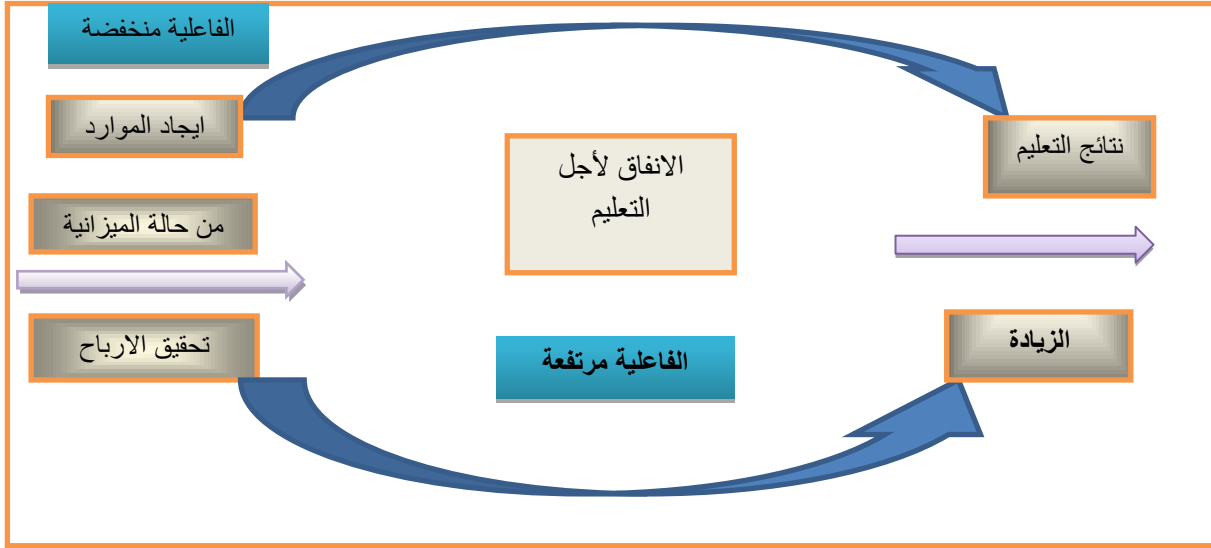 الفاعلية منخفضة
ايجاد الموارد
نتائج التعليم
الانفاق لأجل
التعليم
من حالة الميزانية
تحقيق الارباح
الزيادة
الفاعلية مرتفعة